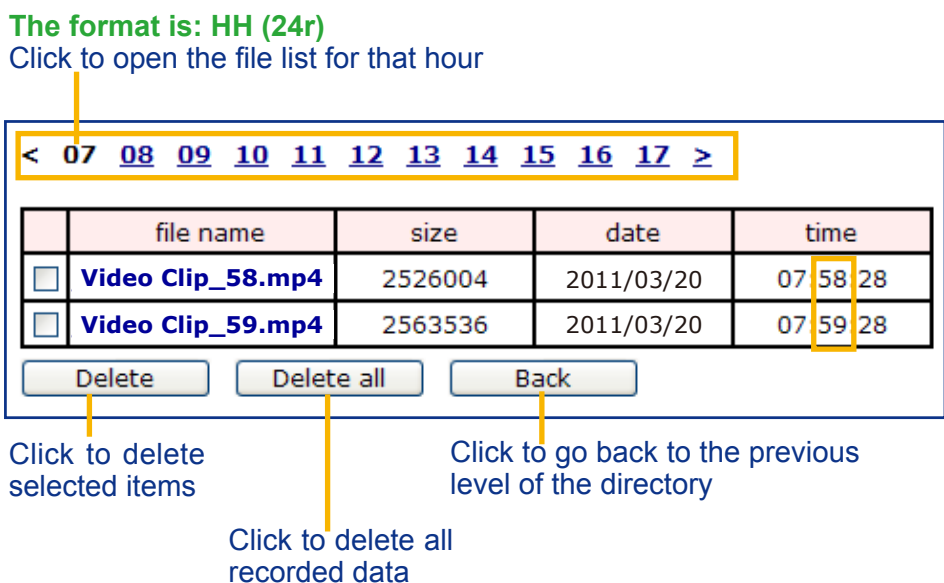 The format is: HH (24r)
Click to open the file list for that hour
< 07 08 09 10 11 12 13 14 15 16 17 >
file name size date time
Video Clip_58.mp4 2526004 2011/03/20 07:58:28
Video Clip_59.mp4 2563536 2011/03/20 07:59:28
Delete Delete all Back
Click to delete
selected items
Click to go back to the previous
level of the directory
Click to delete all
recorded data